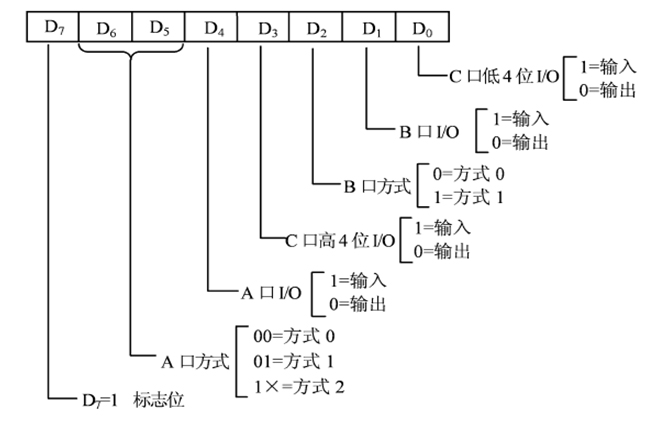 D₇ D₆ D₅ D₄ D₃ D₂ D₁ D₀
C 口低 4 位 I/O 1=输入
0=输出
B 口 I/O 1=输入
0=输出
B 口方式 0=方式 0
1=方式 1
C 口高 4 位 I/O 1=输入
0=输出
A 口 I/O 1=输入
0=输出
A 口方式 00=方式 0
01=方式 1
1×=方式 2
D₇=1 标志位